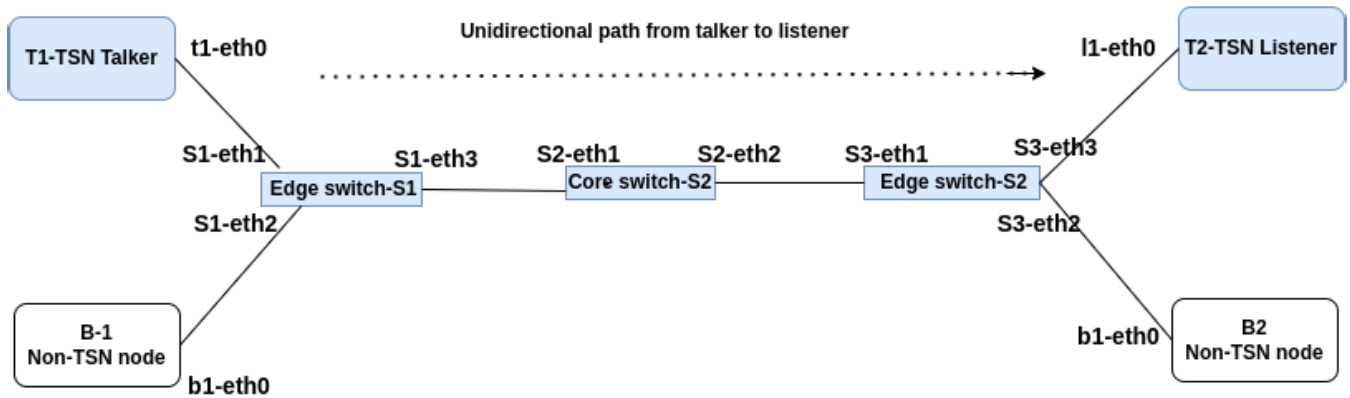 T1-TSN Talker
t1-eth0
Unidirectional path from talker to listener
l1-eth0
T2-TSN Listener
S1-eth1
S1-eth3
S2-eth1
S2-eth2
S3-eth1
S3-eth3
Edge switch-S1
Core switch-S2
Edge switch-S2
S1-eth2
S3-eth2
B-1
Non-TSN node
b1-eth0
b1-eth0
B2
Non-TSN node